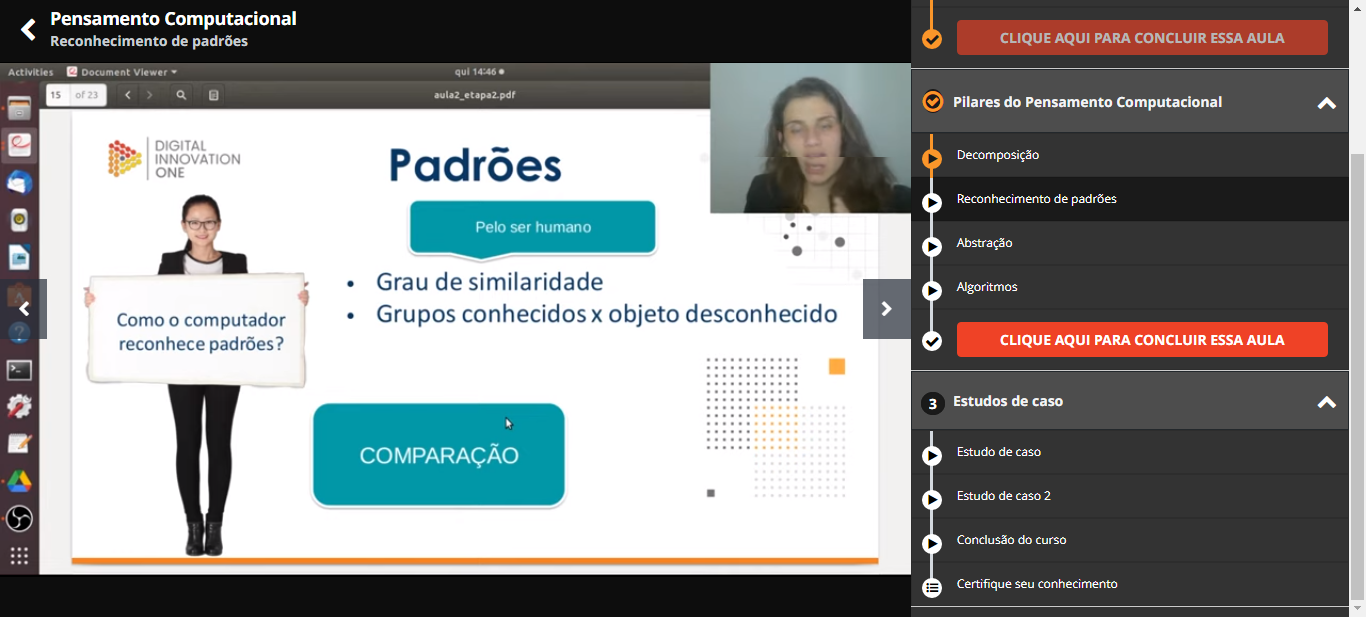 Pensamento Computacional
Reconhecimento de padrões
Activities
Document Viewer
qui 14:46
15 of 23
aula2_etapa2.pdf
DIGITAL
INNOVATION
ONE
Padrões
Pelo ser humano
• Grau de similaridade
• Grupos conhecidos x objeto desconhecido
Como o computador
reconhece padrões?
COMPARAÇÃO
CLIQUE AQUI PARA CONCLUIR ESSA AULA
Pilares do Pensamento Computacional
Decomposição
Reconhecimento de padrões
Abstração
Algoritmos
CLIQUE AQUI PARA CONCLUIR ESSA AULA
3 Estudos de caso
Estudo de caso
Estudo de caso 2
Conclusão do curso
Certifique seu conhecimento